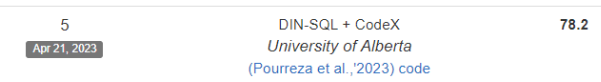 5 DIN-SQL + CodeX 78.2
Apr 21, 2023 University of Alberta
(Pourreza et al.,'2023) code